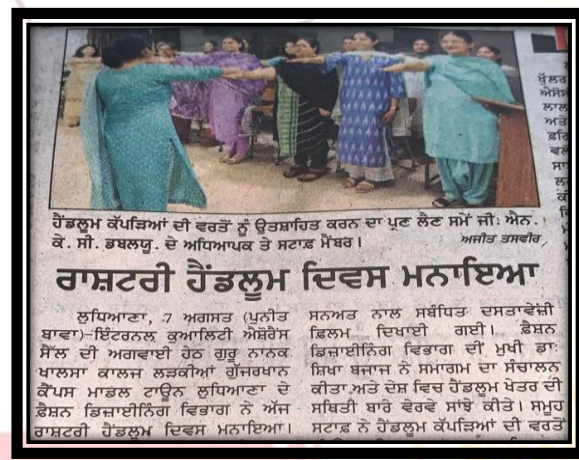 ਹੈਂਡਲੂਮ ਕੱਪੜਿਆਂ ਦੀ ਵਰਤੋਂ ਨੂੰ ਉਤਸ਼ਾਹਿਤ ਕਰਨ ਦਾ ਪ੍ਰਣ ਲੈਣ ਸਮੇਂ ਜੀ: ਐਨ.
ਕੇ. ਸੀ. ਡਬਲਯੂ. ਦੇ ਅਧਿਆਪਕ ਤੇ ਸਟਾਫ਼ ਮੈਂਬਰ। ਅਜੀਤ ਤਸਵੀਰ
ਰਾਸ਼ਟਰੀ ਹੈਂਡਲੂਮ ਦਿਵਸ ਮਨਾਇਆ
ਲੁਧਿਆਣਾ, 7 ਅਗਸਤ (ਪੁਨੀਤ
ਬਾਵਾ)-ਇੰਟਰਨਲ ਕੁਆਲਿਟੀ ਐਸ਼ੋਰੈਂਸ
ਸੈੱਲ ਦੀ ਅਗਵਾਈ ਹੇਠ ਗੁਰੂ ਨਾਨਕ
ਖਾਲਸਾ ਕਾਲਜ ਲੜਕੀਆਂ ਗੁੱਜਰਖਾਨ
ਕੈਂਪਸ ਮਾਡਲ ਟਾਊਨ ਲੁਧਿਆਣਾ ਦੇ
ਫ਼ੈਸ਼ਨ ਡਿਜ਼ਾਈਨਿੰਗ ਵਿਭਾਗ ਨੇ ਅੱਜ
ਰਾਸ਼ਟਰੀ ਹੈਂਡਲੂਮ ਦਿਵਸ ਮਨਾਇਆ।
ਸਨਅਤ ਨਾਲ ਸਬੰਧਿਤ ਦਸਤਾਵੇਜ਼ੀ
ਫ਼ਿਲਮ ਦਿਖਾਈ ਗਈ। ਫ਼ੈਸ਼ਨ
ਡਿਜ਼ਾਈਨਿੰਗ ਵਿਭਾਗ ਦੀ ਮੁਖੀ ਡਾ:
ਸ਼ਿਖਾ ਬਜਾਜ ਨੇ ਸਮਾਗਮ ਦਾ ਸੰਚਾਲਨ
ਕੀਤਾ ਅਤੇ ਦੇਸ਼ ਵਿਚ ਹੈਂਡਲੂਮ ਖੇਤਰ ਦੀ
ਸਥਿਤੀ ਬਾਰੇ ਵੇਰਵੇ ਸਾਂਝੇ ਕੀਤੇ। ਸਮੂਹ
ਸਟਾਫ਼ ਨੇ ਹੈਂਡਲੂਮ ਕੱਪੜਿਆਂ ਦੀ ਵਰਤੋਂ